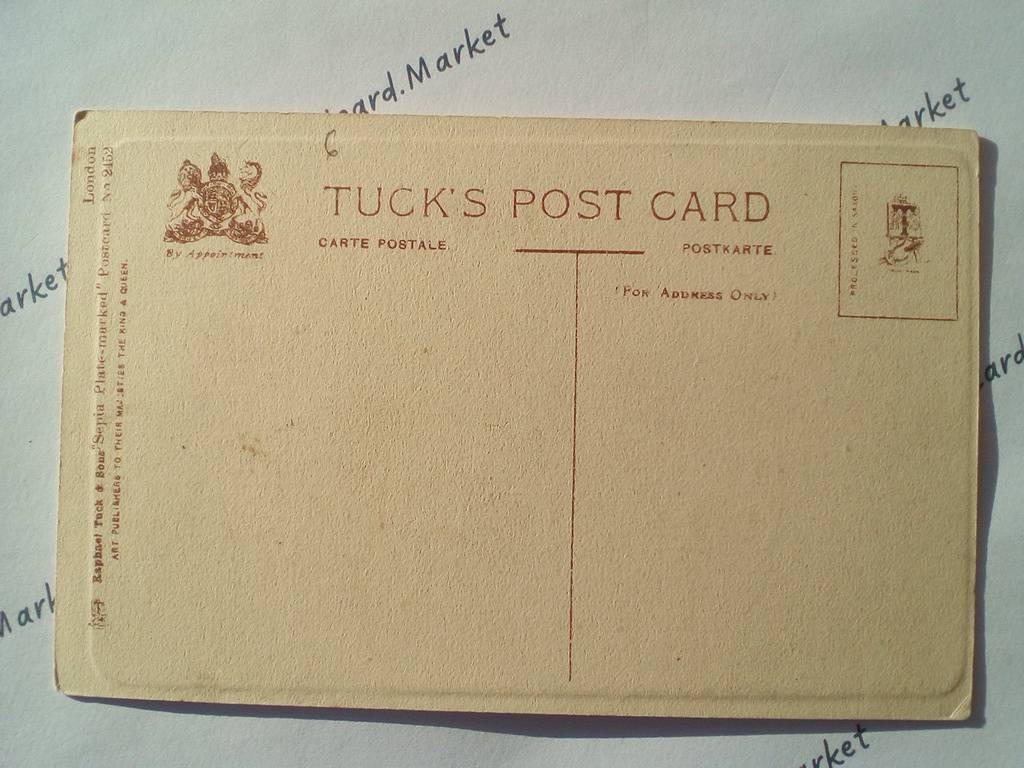 card.Market
arket
6
London
TUCK'S POST CARD
By Appointment
CARTE POSTALE.
POSTKARTE.
(FOR ADDRESS ONLY)
PROCESSED IN SAXONY
T
Raphael Tuck & Sons' "Sepia Plate-marked" Postcard No 2152
ART PUBLISHERS TO THEIR MAJESTIES THE KING & QUEEN.
arket
ard
Mark
rket